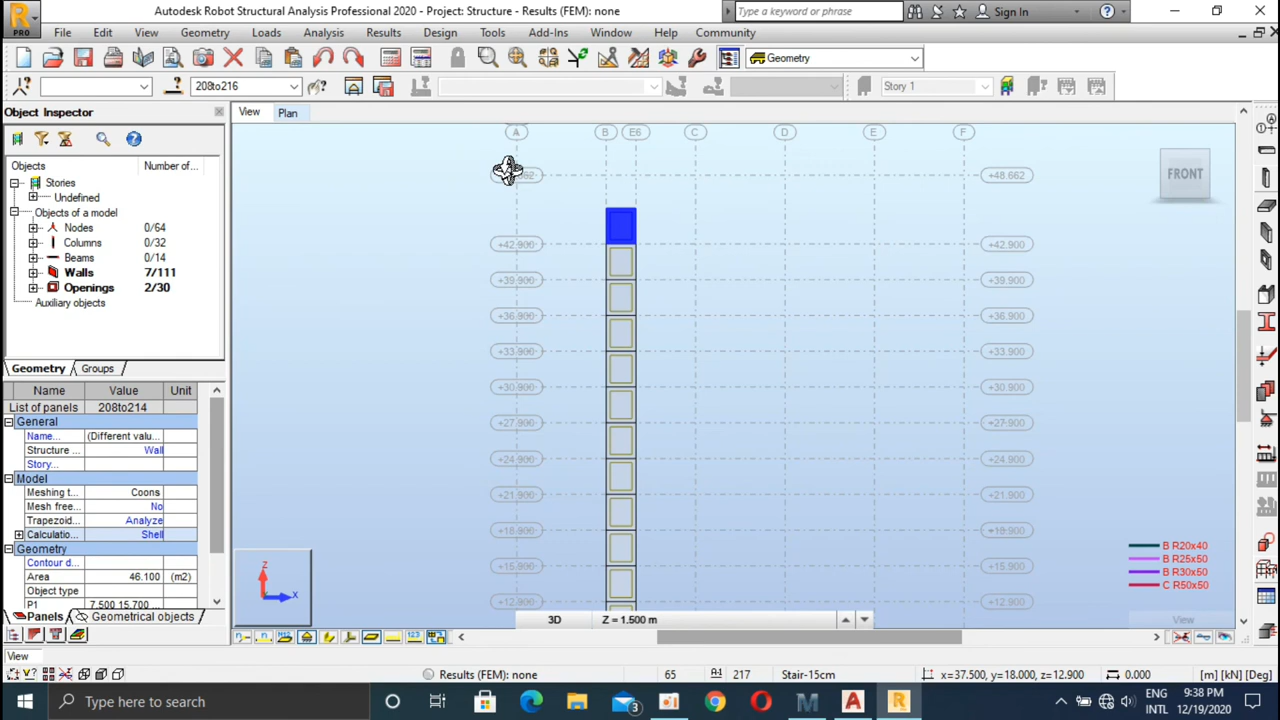 Autodesk Robot Structural Analysis Professional 2020 - Project: Structure - Results (FEM): none
Type a keyword or phrase
Sign In
PRO
File Edit View Geometry Loads Analysis Results Design Tools Add-Ins Window Help Community
Geometry
208to216
Story 1
Object Inspector
View
Plan
Objects
Number of...
Stories
Undefined
Objects of a model
Nodes 0/64
Columns 0/32
Beams 0/14
Walls 7/111
Openings 2/30
Auxiliary objects
Geometry Groups
Name Value Unit
List of panels 208to214
General
Name... (Different valu...
Structure ... Wall
Story...
Model
Meshing t... Coons
Mesh free... No
Trapezoid... Analyze
Calculatio... Shell
Geometry
Contour d...
Area 46.100 (m2)
Object type
P1 7.500 15.700 ...
Panels Geometrical objects
A B E6 C D E F
+48.662
+42.900 +42.900
+39.900 +39.900
+36.900 +36.900
+33.900 +33.900
+30.900 +30.900
+27.900 +27.900
+24.900 +24.900
+21.900 +21.900
+18.900 +18.900
+15.900 +15.900
+12.900 +12.900
FRONT
B R20x40
B R25x50
B R30x50
C R50x50
Z
X
3D Z = 1.500 m
View
View
Results (FEM): none 65 217 Stair-15cm x=37.500, y=18.000, z=12.900 0.000 [m] [kN] [Deg]
Type here to search
3
ENG
INTL
9:38 PM
12/19/2020